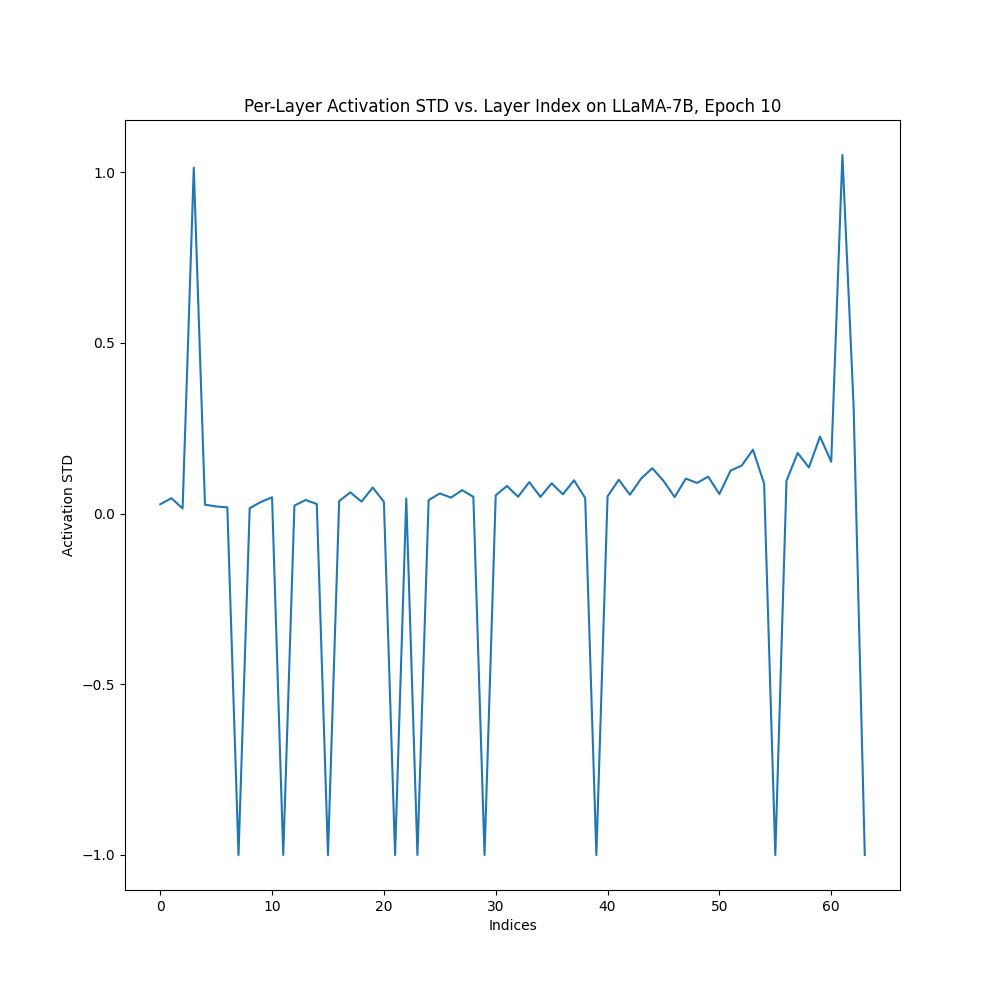 Per-Layer Activation STD vs. Layer Index on LLaMA-7B, Epoch 10
1.0
0.5
0.0
−0.5
−1.0
Activation STD
0 10 20 30 40 50 60
Indices